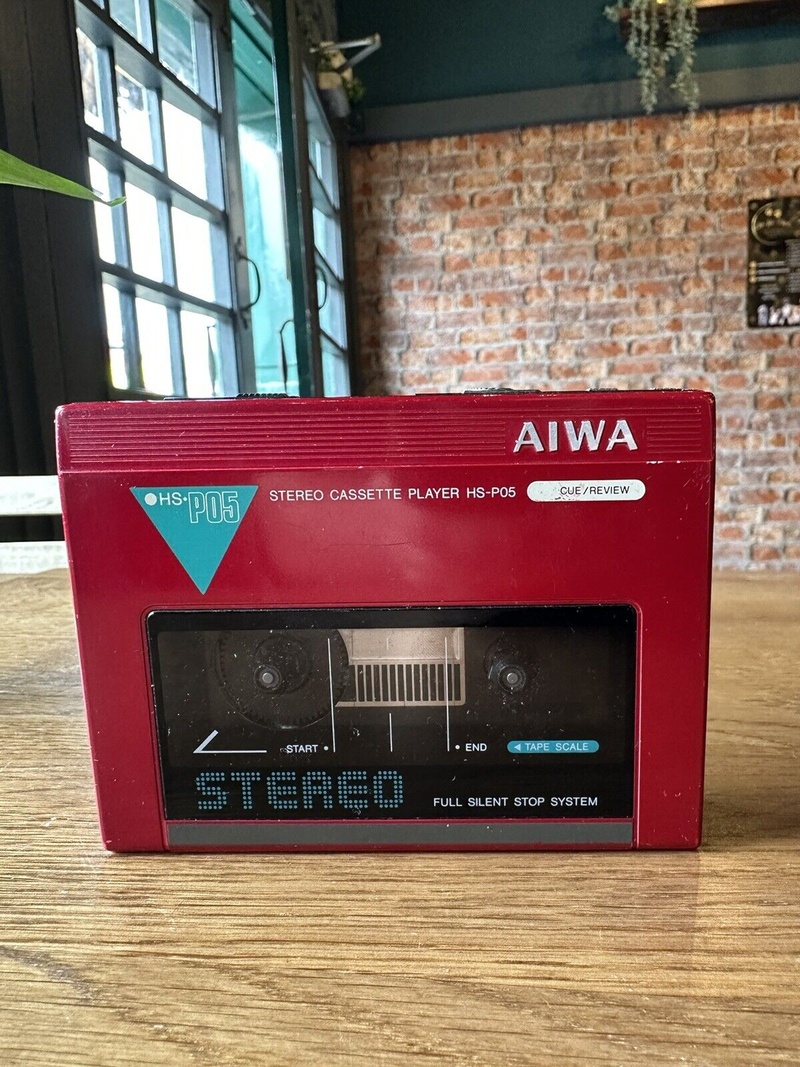 AIWA
HS-P05
STEREO CASSETTE PLAYER HS-P05
CUE/REVIEW
START
END
TAPE SCALE
STEREO
FULL SILENT STOP SYSTEM